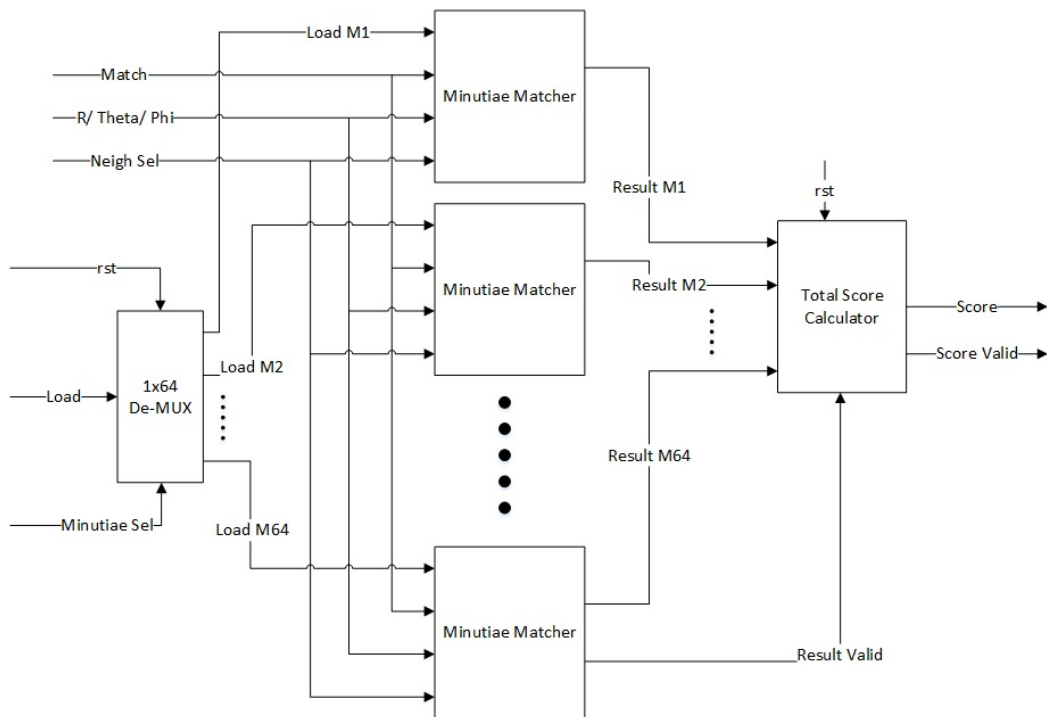 Load M1
Match
R/ Theta/ Phi
Neigh Sel
Minutiae Matcher
Result M1
rst
rst
Load M2
Minutiae Matcher
Result M2
Total Score
Calculator
Score
Score Valid
Load
1x64
De-MUX
Minutiae Sel
Load M64
Result M64
Minutiae Matcher
Result Valid